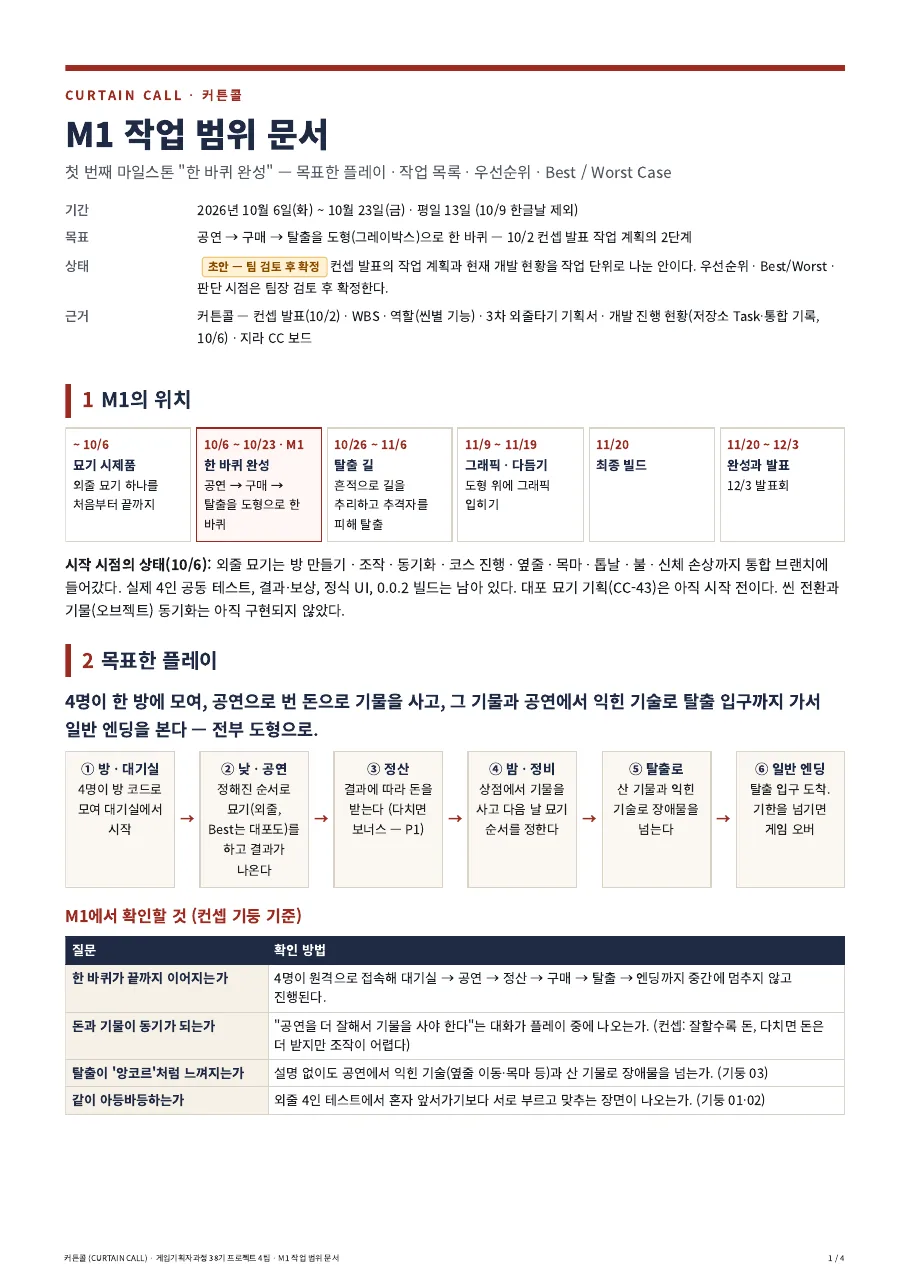 CURTAIN CALL · 커튼콜
M1 작업 범위 문서
첫 번째 마일스톤 "한 바퀴 완성" — 목표한 플레이 · 작업 목록 · 우선순위 · Best / Worst Case
기간 2026년 10월 6일(화) ~ 10월 23일(금) · 평일 13일 (10/9 한글날 제외)
목표 공연 → 구매 → 탈출을 도형(그레이박스)으로 한 바퀴 — 10/2 컨셉 발표 작업 계획의 2단계
상태 초안 — 팀 검토 후 확정 컨셉 발표의 작업 계획과 현재 개발 현황을 작업 단위로 나눈 안이다. 우선순위 · Best/Worst ·
판단 시점은 팀장 검토 후 확정한다.
근거 커튼콜 — 컨셉 발표(10/2) · WBS · 역할(씬별 기능) · 3차 외줄타기 기획서 · 개발 진행 현황(저장소 Task·통합 기록,
10/6) · 지라 CC 보드
1 M1의 위치
~ 10/6
묘기 시제품
외줄 묘기 하나를
처음부터 끝까지
10/6 ~ 10/23 · M1
한 바퀴 완성
공연 → 구매 →
탈출을 도형으로 한
바퀴
10/26 ~ 11/6
탈출 길
흔적으로 길을
추리하고 추격자를
피해 탈출
11/9 ~ 11/19
그래픽 · 다듬기
도형 위에 그래픽
입히기
11/20
최종 빌드
11/20 ~ 12/3
완성과 발표
12/3 발표회
시작 시점의 상태(10/6): 외줄 묘기는 방 만들기 · 조작 · 동기화 · 코스 진행 · 옆줄 · 목마 · 톱날 · 불 · 신체 손상까지 통합 브랜치에
들어갔다. 실제 4인 공동 테스트, 결과·보상, 정식 UI, 0.0.2 빌드는 남아 있다. 대포 묘기 기획(CC-43)은 아직 시작 전이다. 씬 전환과
기물(오브젝트) 동기화는 아직 구현되지 않았다.
2 목표한 플레이
4명이 한 방에 모여, 공연으로 번 돈으로 기물을 사고, 그 기물과 공연에서 익힌 기술로 탈출 입구까지 가서
일반 엔딩을 본다 — 전부 도형으로.
① 방 · 대기실
4명이 방 코드로
모여 대기실에서
시작
→
② 낮 · 공연
정해진 순서로
묘기(외줄,
Best는 대포도)를
하고 결과가
나온다
→
③ 정산
결과에 따라 돈을
받는다 (다치면
보너스 — P1)
→
④ 밤 · 정비
상점에서 기물을
사고 다음 날 묘기
순서를 정한다
→
⑤ 탈출로
산 기물과 익힌
기술로 장애물을
넘는다
→
⑥ 일반 엔딩
탈출 입구 도착.
기한을 넘기면
게임 오버
M1에서 확인할 것 (컨셉 기둥 기준)
질문 확인 방법
한 바퀴가 끝까지 이어지는가 4명이 원격으로 접속해 대기실 → 공연 → 정산 → 구매 → 탈출 → 엔딩까지 중간에 멈추지 않고
진행된다.
돈과 기물이 동기가 되는가 "공연을 더 잘해서 기물을 사야 한다"는 대화가 플레이 중에 나오는가. (컨셉: 잘할수록 돈, 다치면 돈은
더 받지만 조작이 어렵다)
탈출이 '앙코르'처럼 느껴지는가 설명 없이도 공연에서 익힌 기술(옆줄 이동·목마 등)과 산 기물로 장애물을 넘는가. (기둥 03)
같이 아등바등하는가 외줄 4인 테스트에서 혼자 앞서가기보다 서로 부르고 맞추는 장면이 나오는가. (기둥 01·02)
커튼콜 (CURTAIN CALL) · 게임기획자과정 38기 프로젝트 4팀 · M1 작업 범위 문서
1 / 4